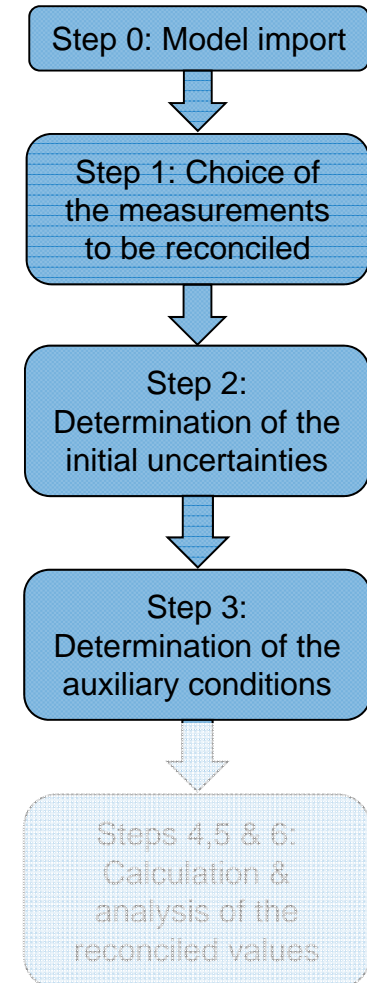 Step 0: Model import
Step 1: Choice of
the measurements
to be reconciled
Step 2:
Determination of the
initial uncertainties
Step 3:
Determination of the
auxiliary conditions
Steps 4,5 & 6:
Calculation &
analysis of the
reconciled values